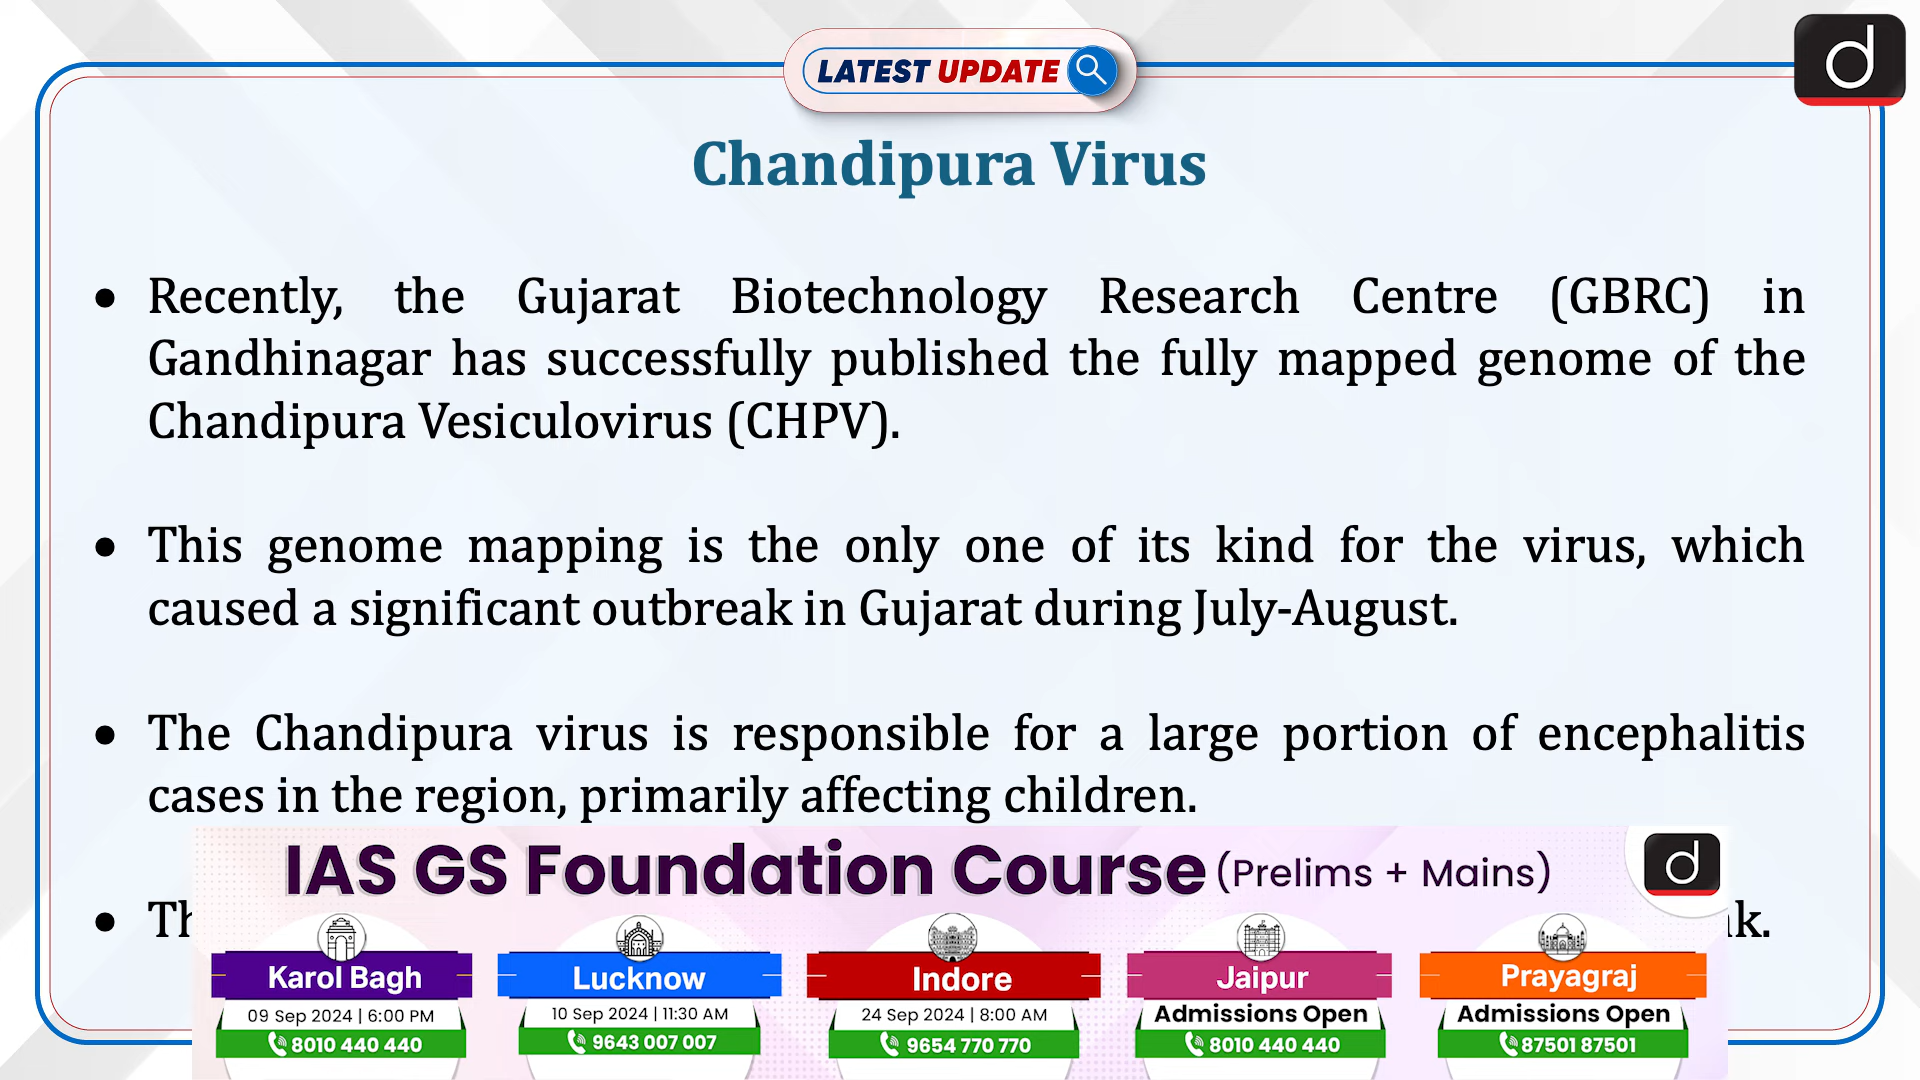 LATEST UPDATE
d
Chandipura Virus
• Recently, the Gujarat Biotechnology Research Centre (GBRC) in
Gandhinagar has successfully published the fully mapped genome of the
Chandipura Vesiculovirus (CHPV).
• This genome mapping is the only one of its kind for the virus, which
caused a significant outbreak in Gujarat during July-August.
• The Chandipura virus is responsible for a large portion of encephalitis
cases in the region, primarily affecting children.
IAS GS Foundation Course (Prelims + Mains)
d
Karol Bagh
09 Sep 2024 | 6:00 PM
8010 440 440
Lucknow
10 Sep 2024 | 11:30 AM
9643 007 007
Indore
24 Sep 2024 | 8:00 AM
9654 770 770
Jaipur
Admissions Open
8010 440 440
Prayagraj
Admissions Open
87501 87501